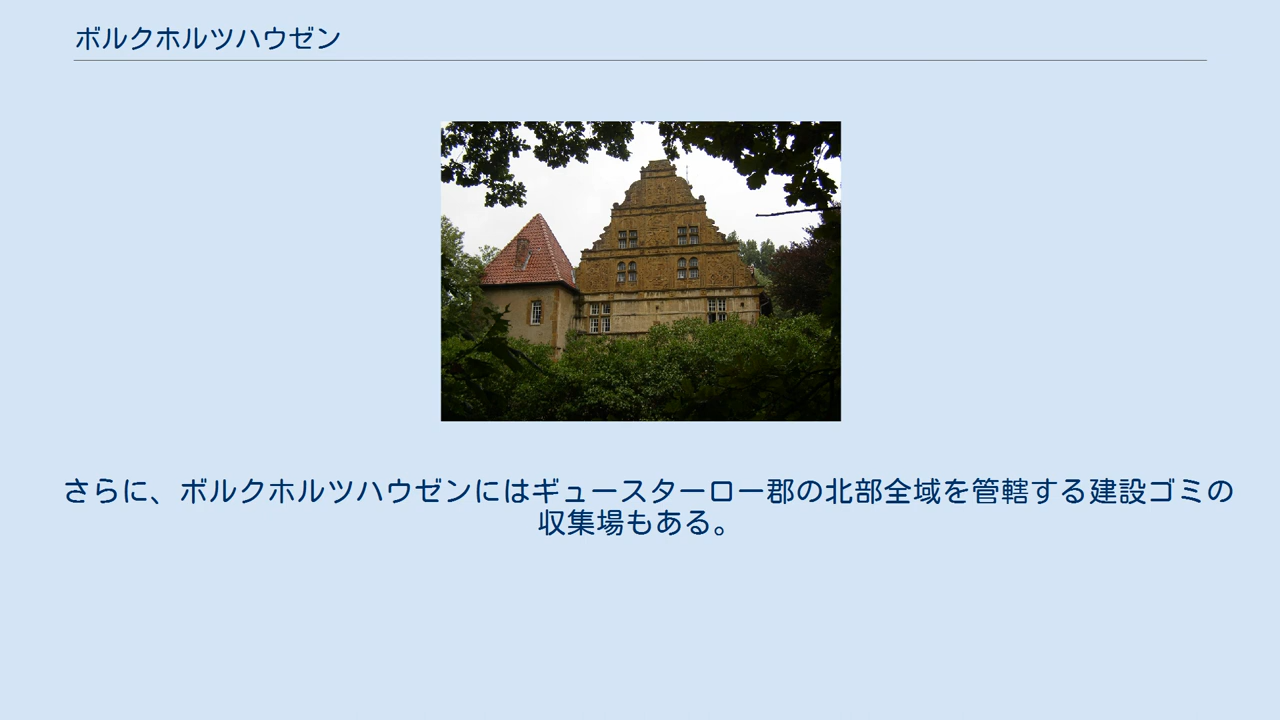 ボルクホルツハウゼン
さらに、ボルクホルツハウゼンにはギュースターロー郡の北部全域を管轄する建設ゴミの
収集場もある。